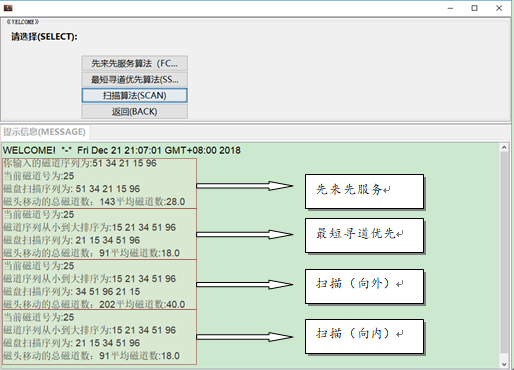 《WELCOME》
请选择(SELECT):
先来先服务算法（FC...
最短寻道优先算法(SS...
扫描算法(SCAN)
返回(BACK)
提示信息(MESSAGE)
WELCOME! "-" Fri Dec 21 21:07:01 GMT+08:00 2018
你输入的磁道序列为:51 34 21 15 96
当前磁道号为:25
磁盘扫描序列为: 51 34 21 15 96
磁头移动的总磁道数：143平均磁道数:28.0
先来先服务
当前磁道号为:25
磁道序列从小到大排序为:15 21 34 51 96
磁盘扫描序列为: 21 15 34 51 96
磁头移动的总磁道数：91平均磁道数:18.0
最短寻道优先
当前磁道号为:25
磁道序列从小到大排序为:15 21 34 51 96
磁盘扫描序列为: 34 51 96 21 15
磁头移动的总磁道数：202平均磁道数:40.0
扫描（向外）
当前磁道号为:25
磁道序列从小到大排序为:15 21 34 51 96
磁盘扫描序列为: 21 15 34 51 96
磁头移动的总磁道数：91平均磁道数:18.0
扫描（向内）